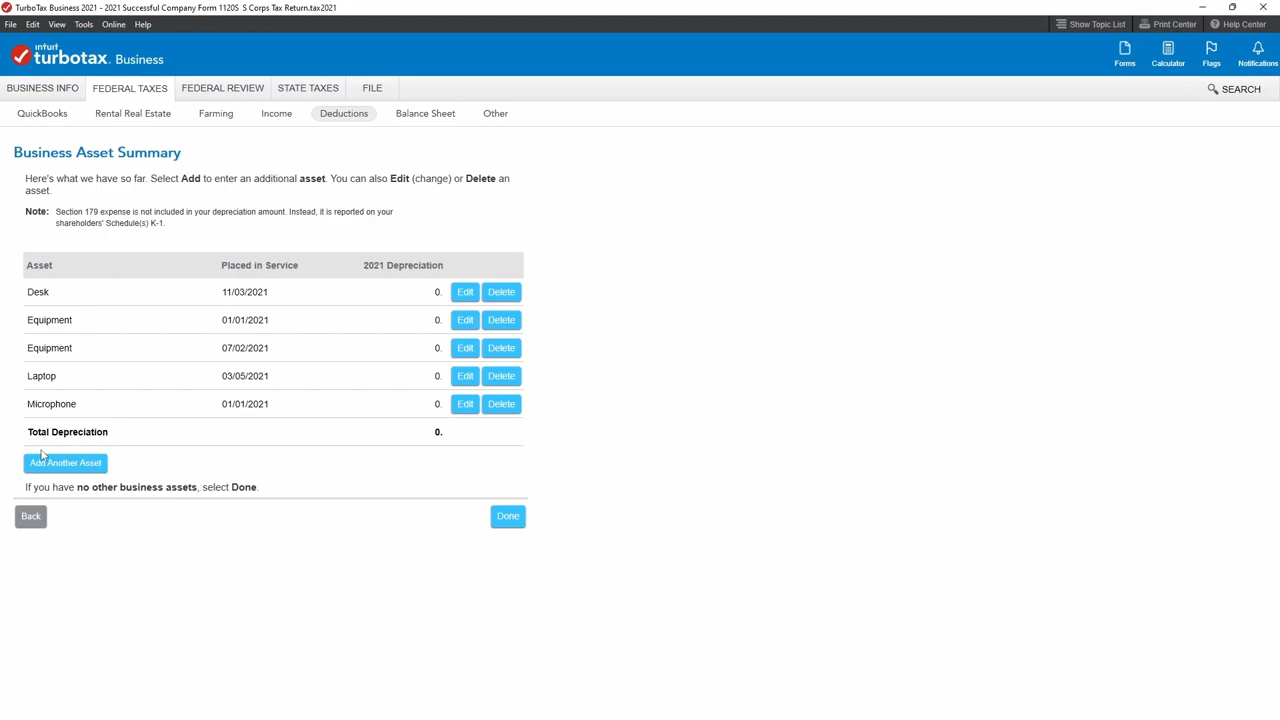 TurboTax Business 2021 - 2021 Successful Company Form 1120S S Corps Tax Return.tax2021
File Edit View Tools Online Help
Show Topic List Print Center Help Center
intuit
turbotax. Business
Forms Calculator Flags Notifications
BUSINESS INFO FEDERAL TAXES FEDERAL REVIEW STATE TAXES FILE
SEARCH
QuickBooks Rental Real Estate Farming Income Deductions Balance Sheet Other
Business Asset Summary
Here's what we have so far. Select Add to enter an additional asset. You can also Edit (change) or Delete an
asset.
Note: Section 179 expense is not included in your depreciation amount. Instead, it is reported on your
shareholders' Schedule(s) K-1.
Asset Placed in Service 2021 Depreciation
Desk 11/03/2021 0. Edit Delete
Equipment 01/01/2021 0. Edit Delete
Equipment 07/02/2021 0. Edit Delete
Laptop 03/05/2021 0. Edit Delete
Microphone 01/01/2021 0. Edit Delete
Total Depreciation 0.
Add Another Asset
If you have no other business assets, select Done.
Back Done